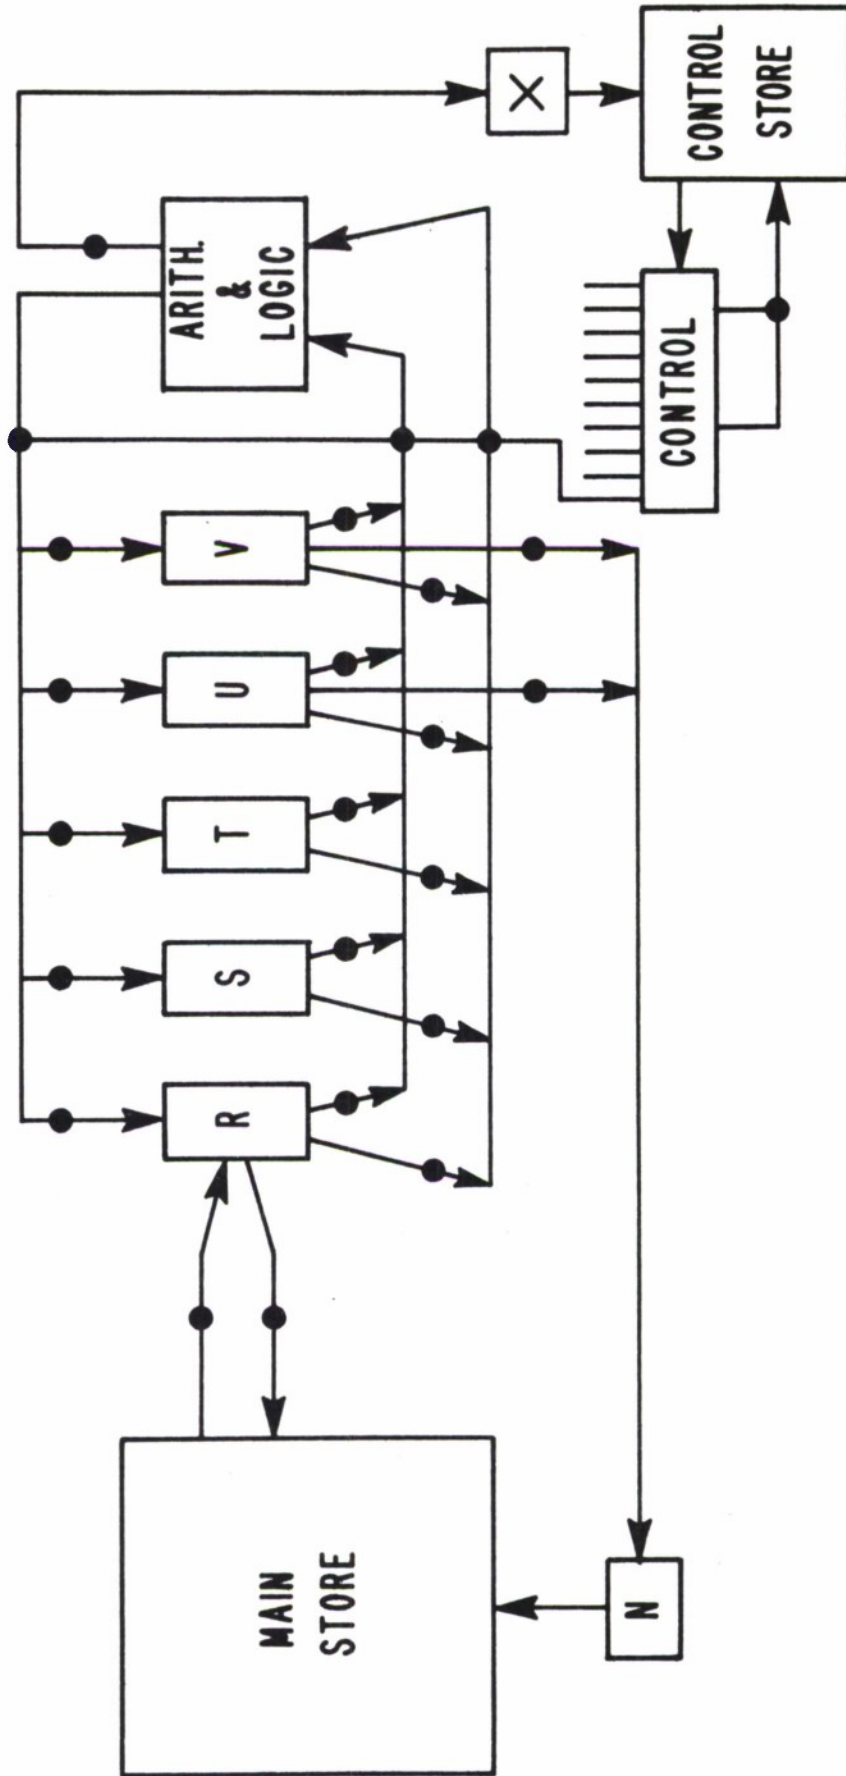 MAIN
STORE
R
S
T
U
V
ARITH.
&
LOGIC
X
N
CONTROL
CONTROL
STORE